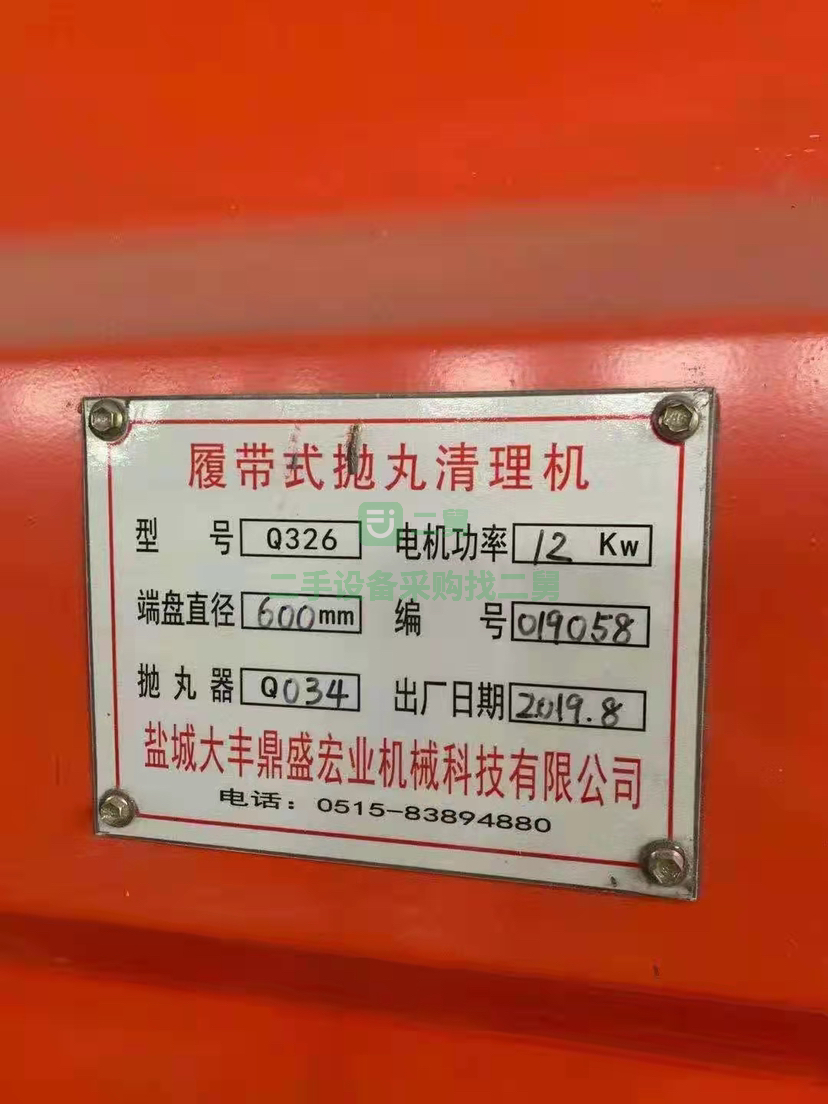 履带式抛丸清理机
型 号 Q326 电机功率 12 Kw
二舅
二手设备采购找二舅
端盘直径 600mm 编 号 019058
抛丸器 Q034 出厂日期 2019.8
盐城大丰鼎盛宏业机械科技有限公司
电话：0515-83894880